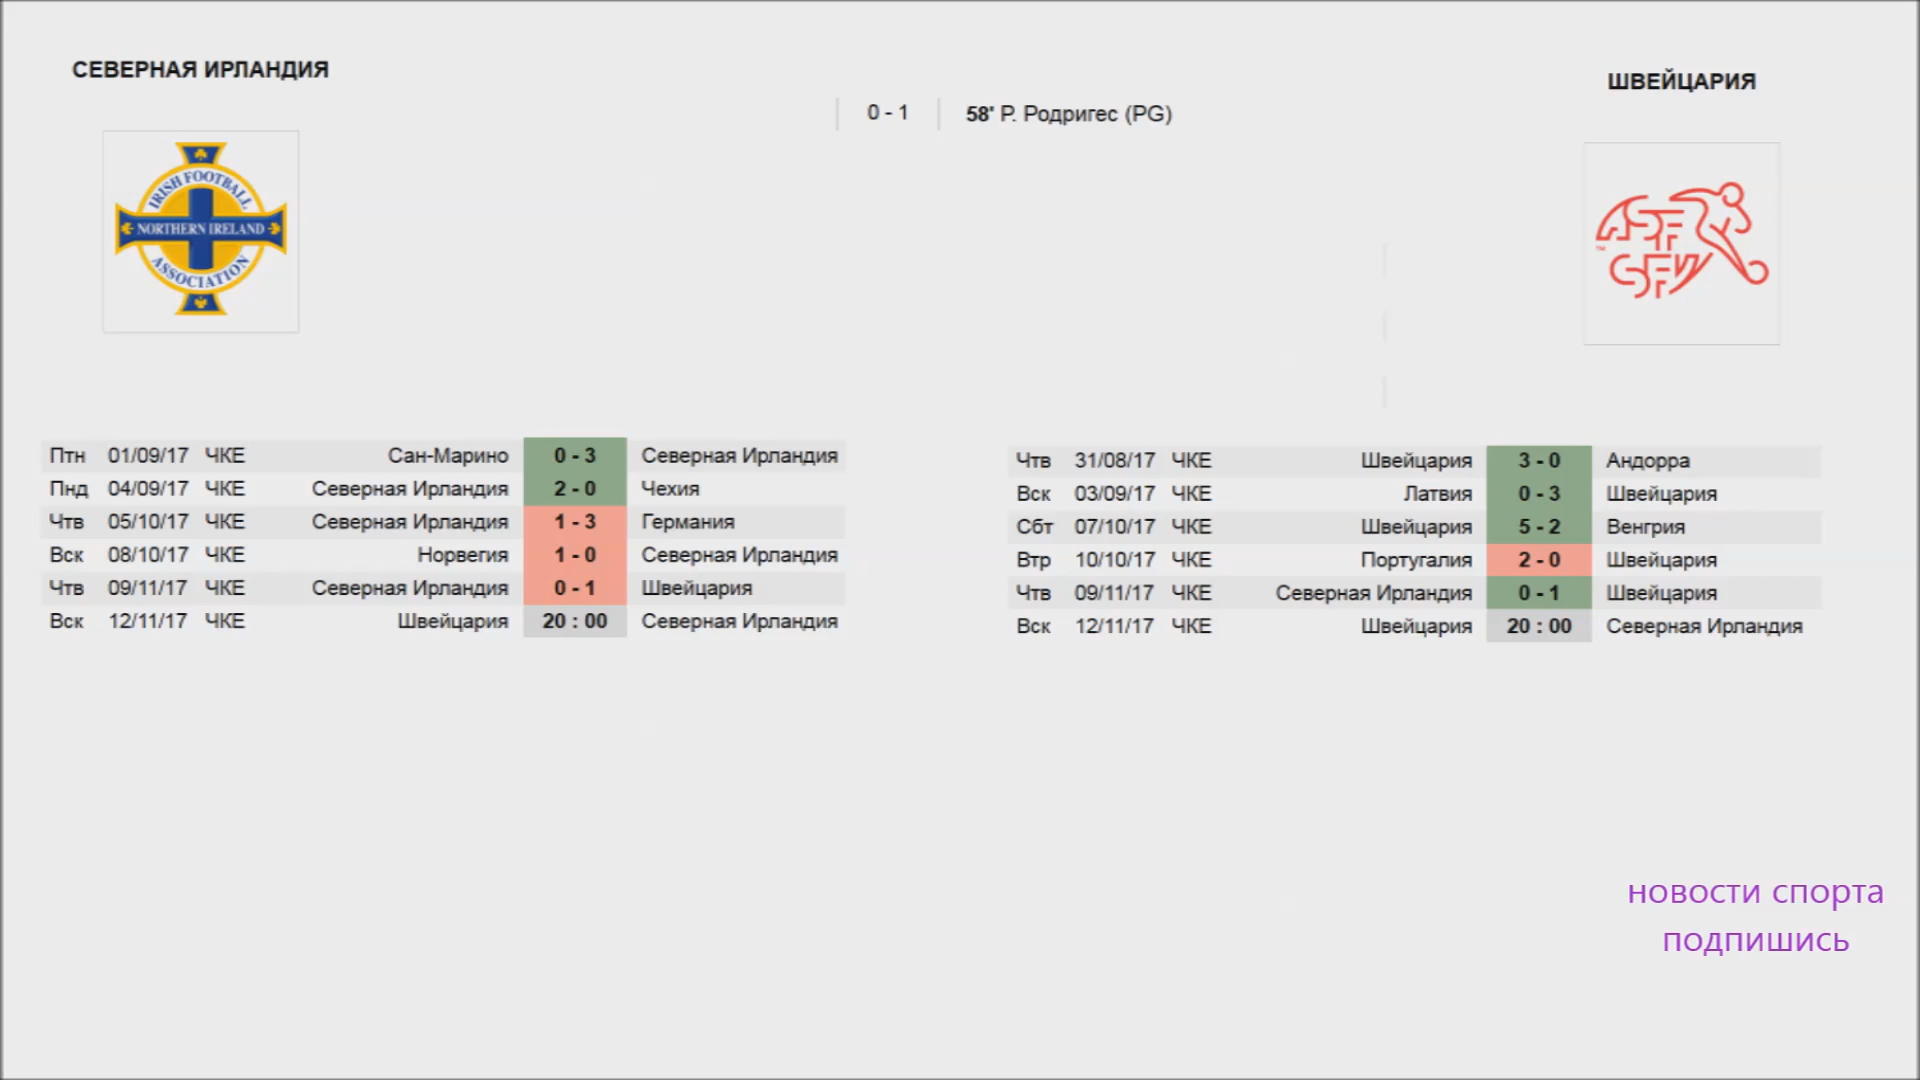 СЕВЕРНАЯ ИРЛАНДИЯ
ШВЕЙЦАРИЯ
0 - 1 58' Р. Родригес (PG)
IRISH FOOTBALL
NORTHERN IRELAND
ASSOCIATION
ASF
SFV
Птн 01/09/17 ЧКЕ Сан-Марино 0 - 3 Северная Ирландия
Пнд 04/09/17 ЧКЕ Северная Ирландия 2 - 0 Чехия
Чтв 05/10/17 ЧКЕ Северная Ирландия 1 - 3 Германия
Вск 08/10/17 ЧКЕ Норвегия 1 - 0 Северная Ирландия
Чтв 09/11/17 ЧКЕ Северная Ирландия 0 - 1 Швейцария
Вск 12/11/17 ЧКЕ Швейцария 20 : 00 Северная Ирландия
Чтв 31/08/17 ЧКЕ Швейцария 3 - 0 Андорра
Вск 03/09/17 ЧКЕ Латвия 0 - 3 Швейцария
Сбт 07/10/17 ЧКЕ Швейцария 5 - 2 Венгрия
Втр 10/10/17 ЧКЕ Португалия 2 - 0 Швейцария
Чтв 09/11/17 ЧКЕ Северная Ирландия 0 - 1 Швейцария
Вск 12/11/17 ЧКЕ Швейцария 20 : 00 Северная Ирландия
новости спорта
подпишись